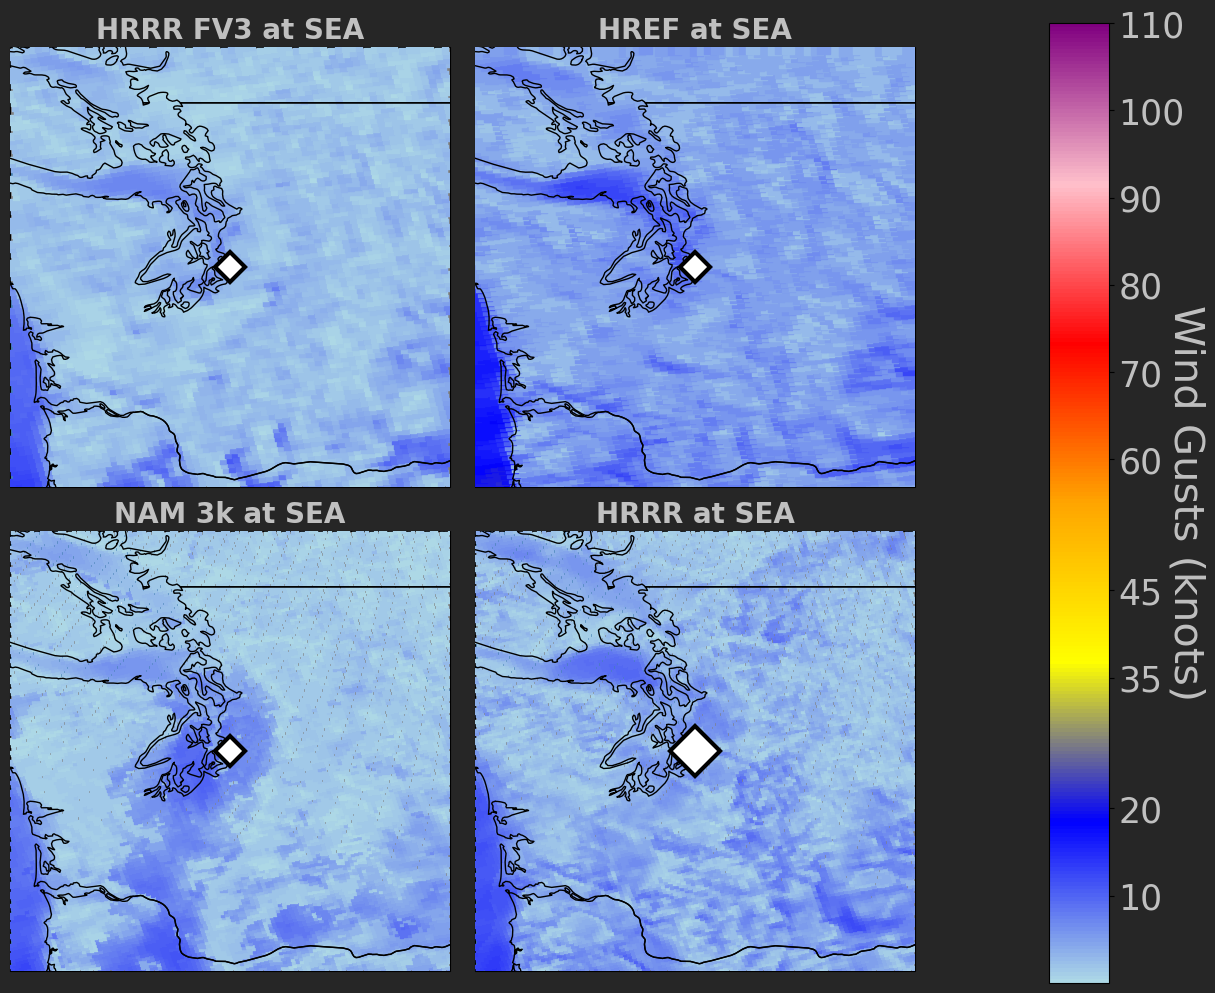 HRRR FV3 at SEA
HREF at SEA
NAM 3k at SEA
HRRR at SEA
110
100
90
80
70
60
45
35
20
10
Wind Gusts (knots)